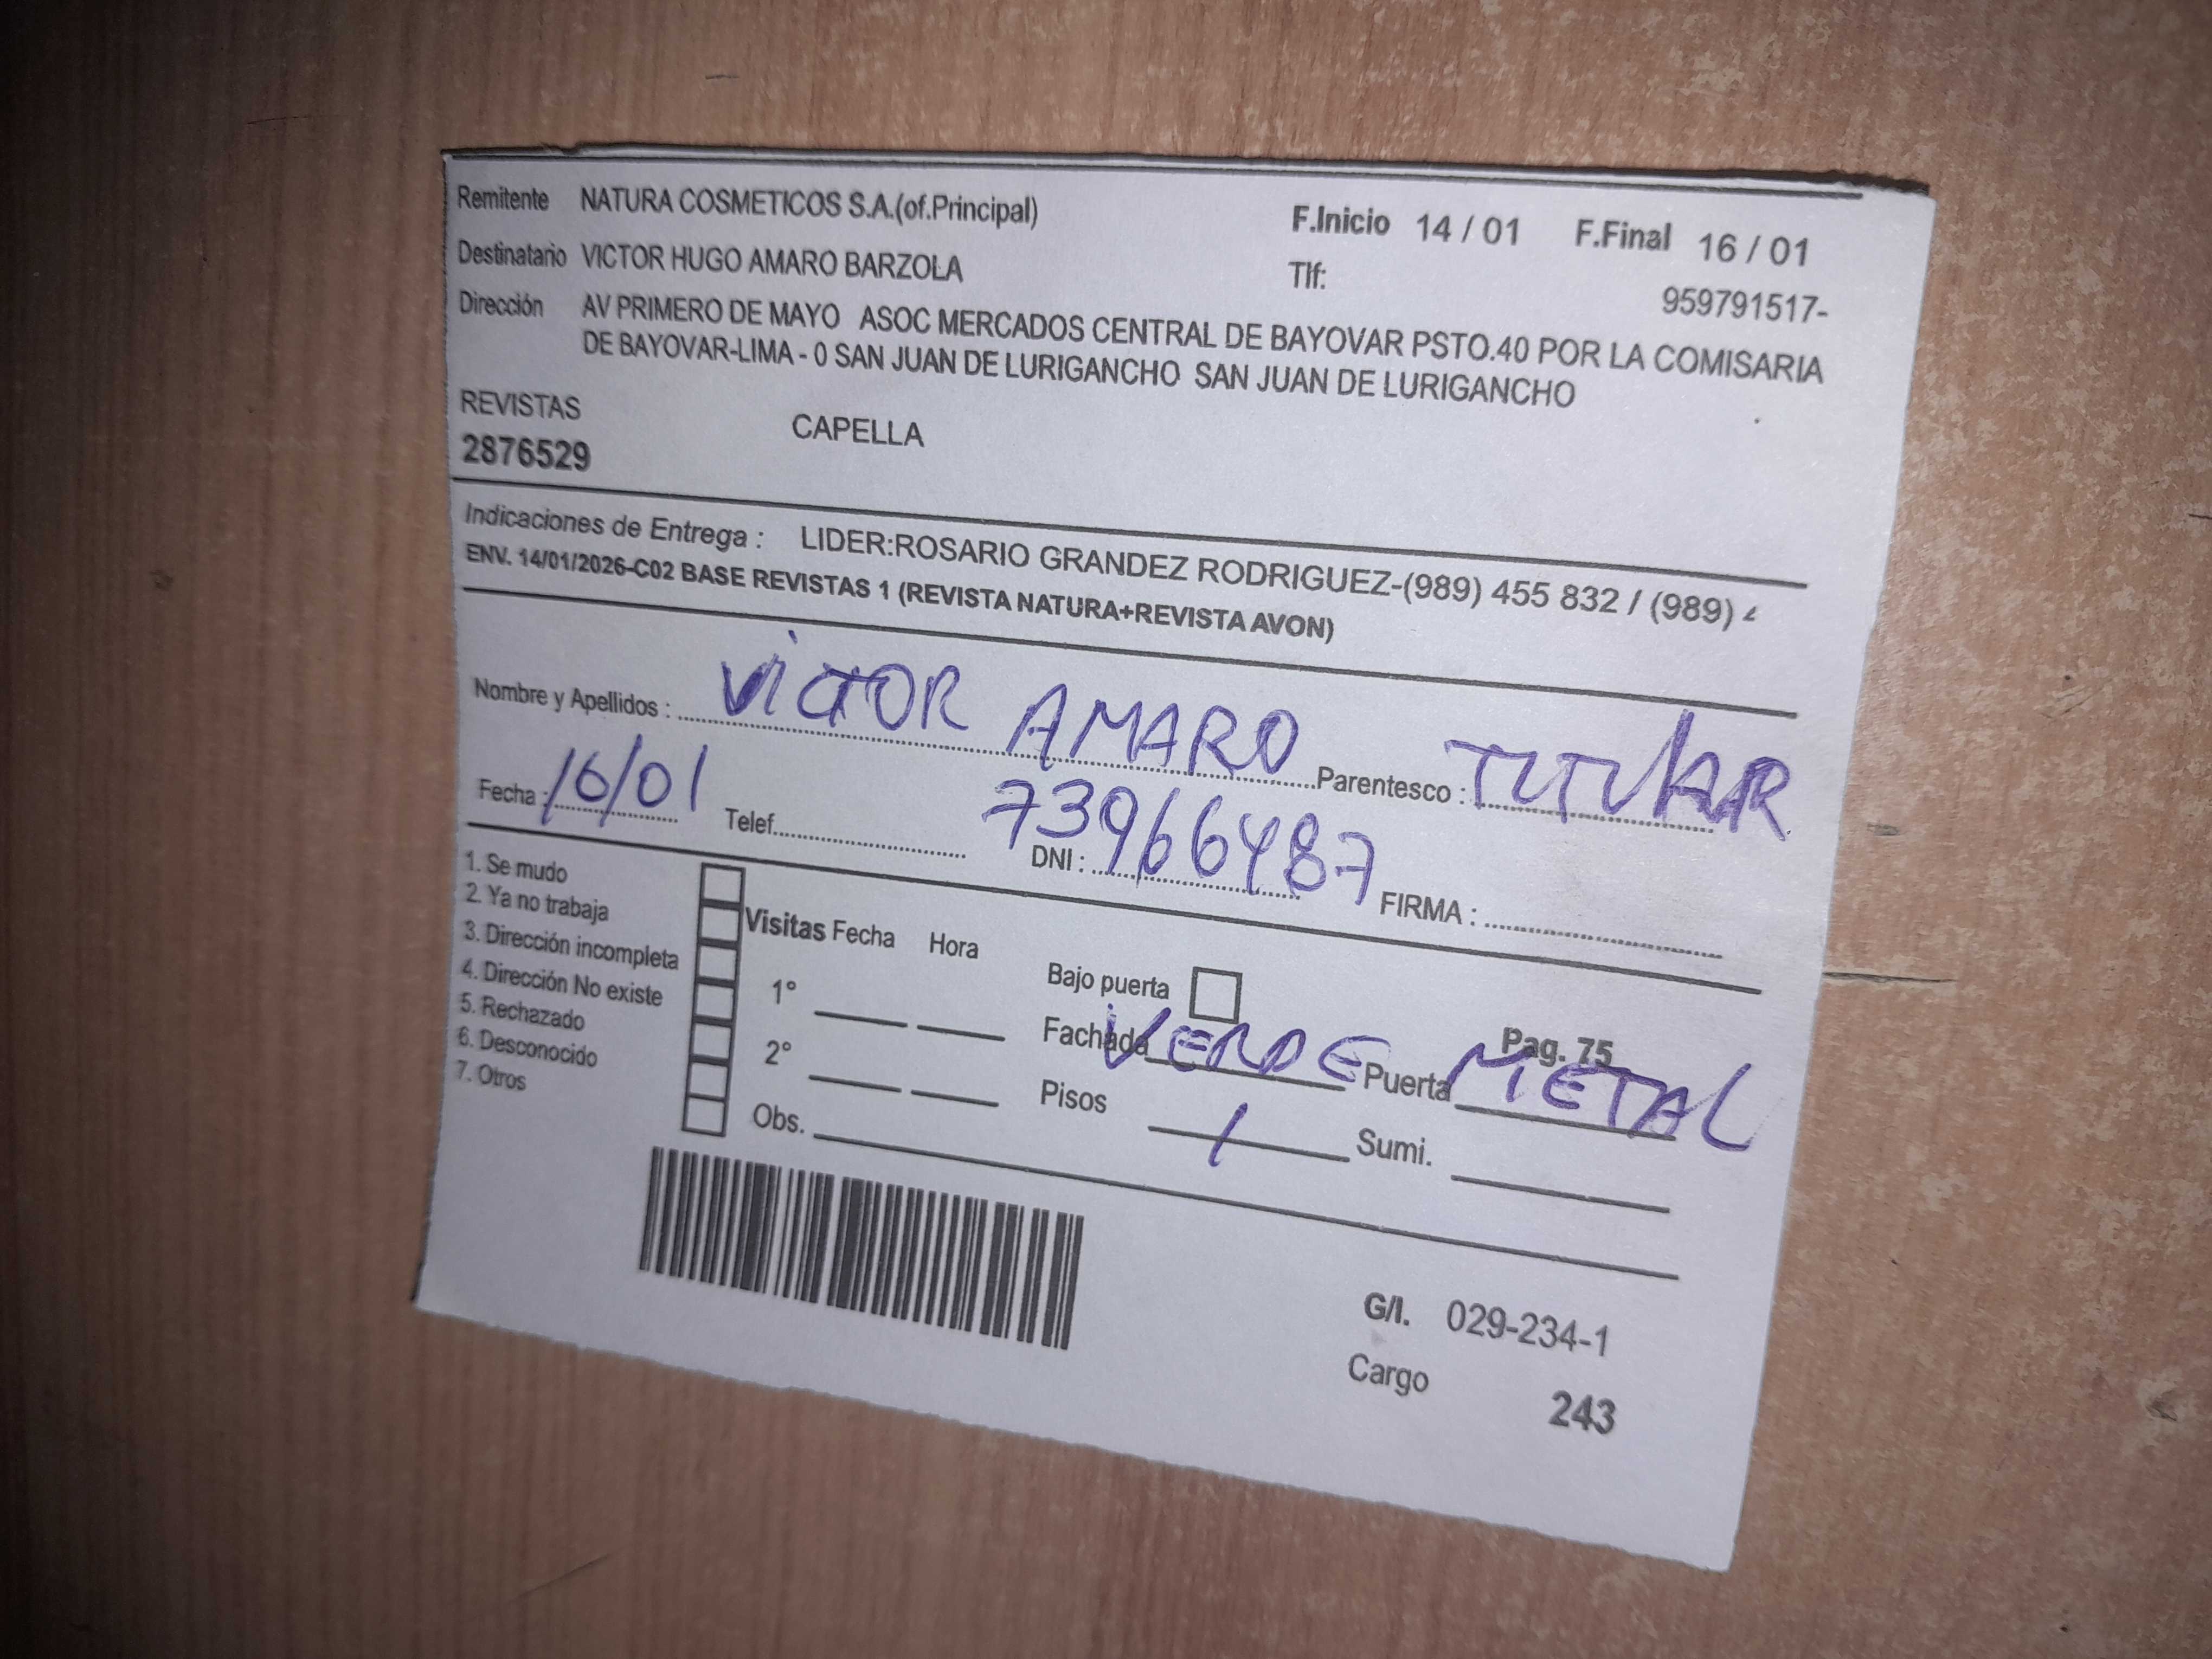 Remitente NATURA COSMETICOS S.A.(of.Principal) F.Inicio 14 / 01 F.Final 16 / 01
Destinatario VICTOR HUGO AMARO BARZOLA Tlf: 959791517-
Dirección AV PRIMERO DE MAYO ASOC MERCADOS CENTRAL DE BAYOVAR PSTO.40 POR LA COMISARIA
DE BAYOVAR-LIMA - 0 SAN JUAN DE LURIGANCHO SAN JUAN DE LURIGANCHO
REVISTAS CAPELLA
2876529
Indicaciones de Entrega : LIDER:ROSARIO GRANDEZ RODRIGUEZ-(989) 455 832 / (989)
ENV. 14/01/2026-C02 BASE REVISTAS 1 (REVISTA NATURA+REVISTA AVON)
Nombre y Apellidos : VICTOR AMARO Parentesco : TITULAR
Fecha : 16/01 Telef. DNI : 73966487 FIRMA :
1. Se mudo
2. Ya no trabaja
3. Dirección incompleta
4. Dirección No existe
5. Rechazado
6. Desconocido
7. Otros
Visitas Fecha Hora
1°
2°
Obs.
Bajo puerta
Pag. 75
Fachada VERDE Puerta METAL
Pisos 1 Sumi.
G/I. 029-234-1
Cargo 243